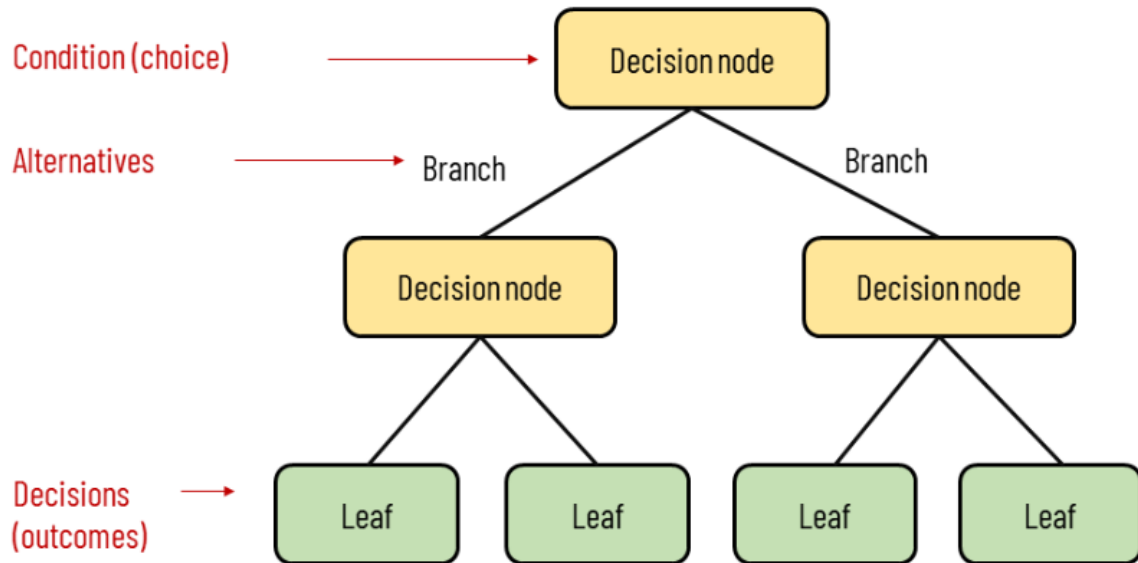 Condition (choice)
Decision node
Alternatives
Branch
Branch
Decision node
Decision node
Decisions
(outcomes)
Leaf
Leaf
Leaf
Leaf